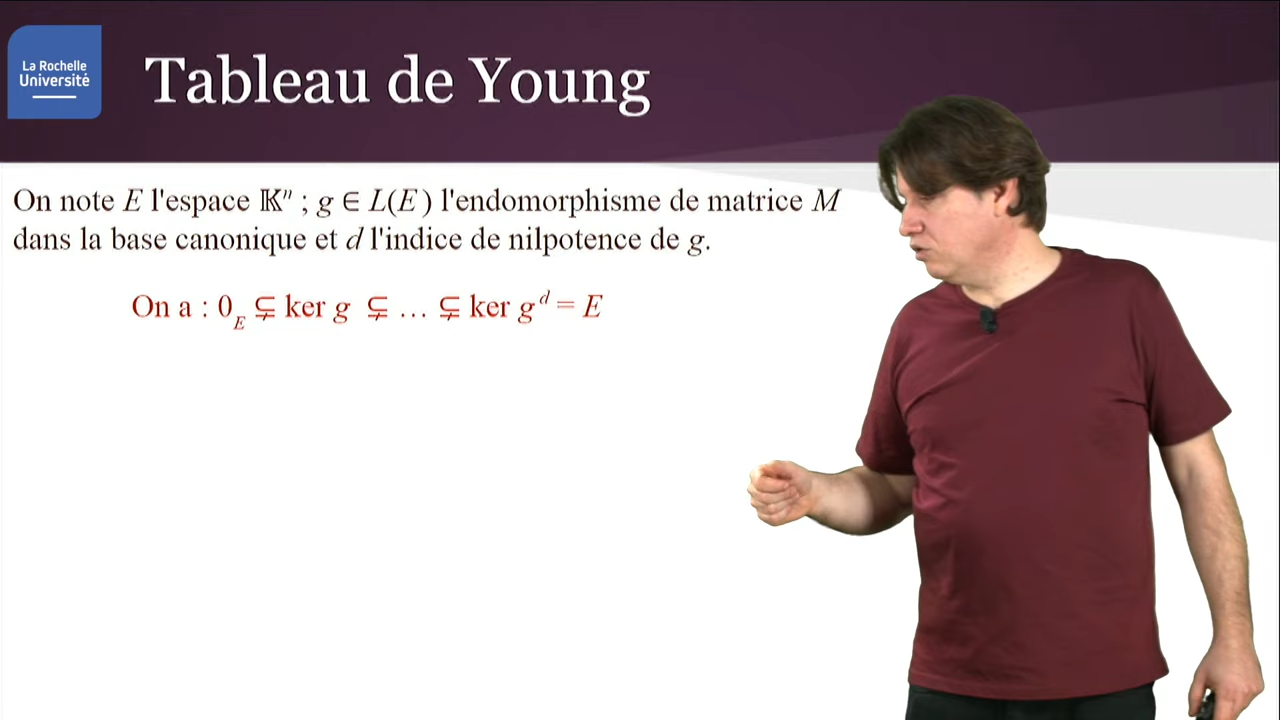 La Rochelle
Université
Tableau de Young
On note E l'espace 𝕂ⁿ ; g ∈ L(E) l'endomorphisme de matrice M
dans la base canonique et d l'indice de nilpotence de g.
On a : 0_E ⊊ ker g ⊊ … ⊊ ker g^d = E